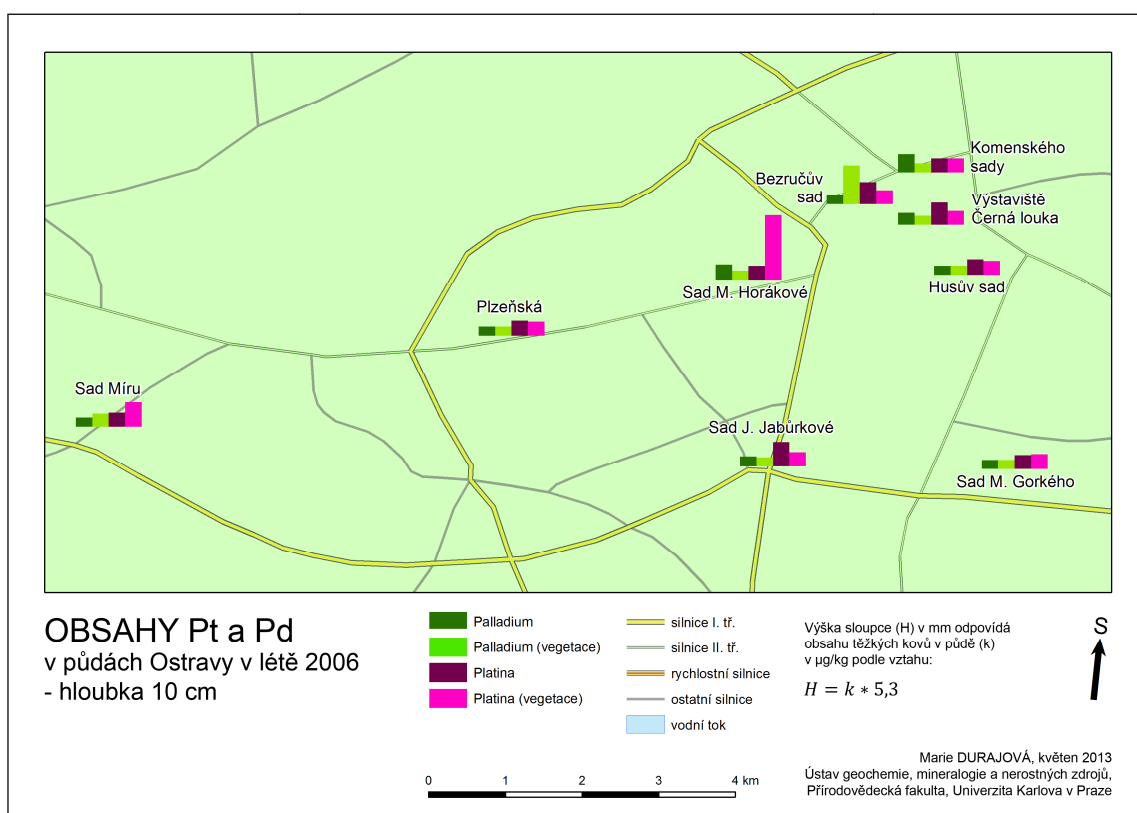 Komenského
sady
Bezručův
sad
Výstaviště
Černá louka
Husův sad
Sad M. Horákové
Plzeňská
Sad Míru
Sad J. Jabůrkové
Sad M. Gorkého
OBSAHY Pt a Pd
v půdách Ostravy v létě 2006
- hloubka 10 cm
Palladium
Palladium (vegetace)
Platina
Platina (vegetace)
silnice I. tř.
silnice II. tř.
rychlostní silnice
ostatní silnice
vodní tok
Výška sloupce (H) v mm odpovídá
obsahu těžkých kovů v půdě (k)
v µg/kg podle vztahu:
H = k * 5,3
S
0 1 2 3 4 km
Marie DURAJOVÁ, květen 2013
Ústav geochemie, mineralogie a nerostných zdrojů,
Přírodovědecká fakulta, Univerzita Karlova v Praze